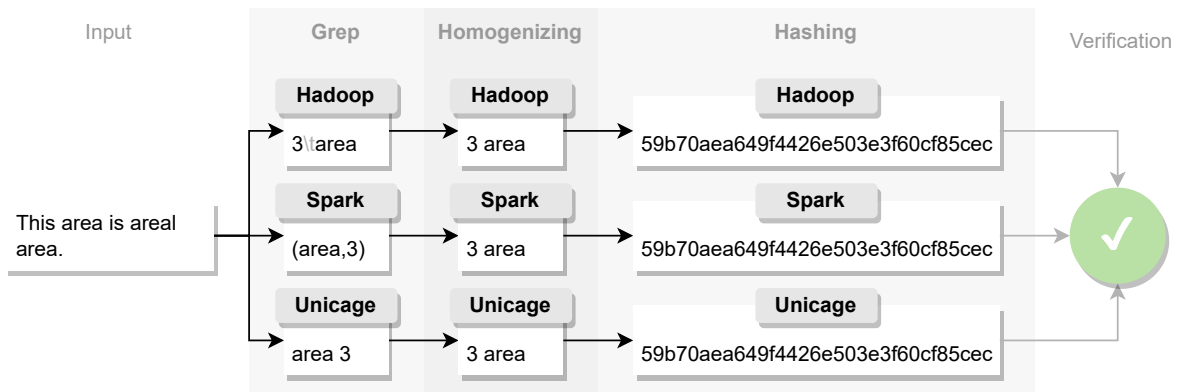 Input
Grep
Homogenizing
Hashing
Verification
Hadoop
Hadoop
Hadoop
3\tarea
3 area
59b70aea649f4426e503e3f60cf85cec
Spark
Spark
Spark
This area is areal
area.
(area,3)
3 area
59b70aea649f4426e503e3f60cf85cec
Unicage
Unicage
Unicage
area 3
3 area
59b70aea649f4426e503e3f60cf85cec